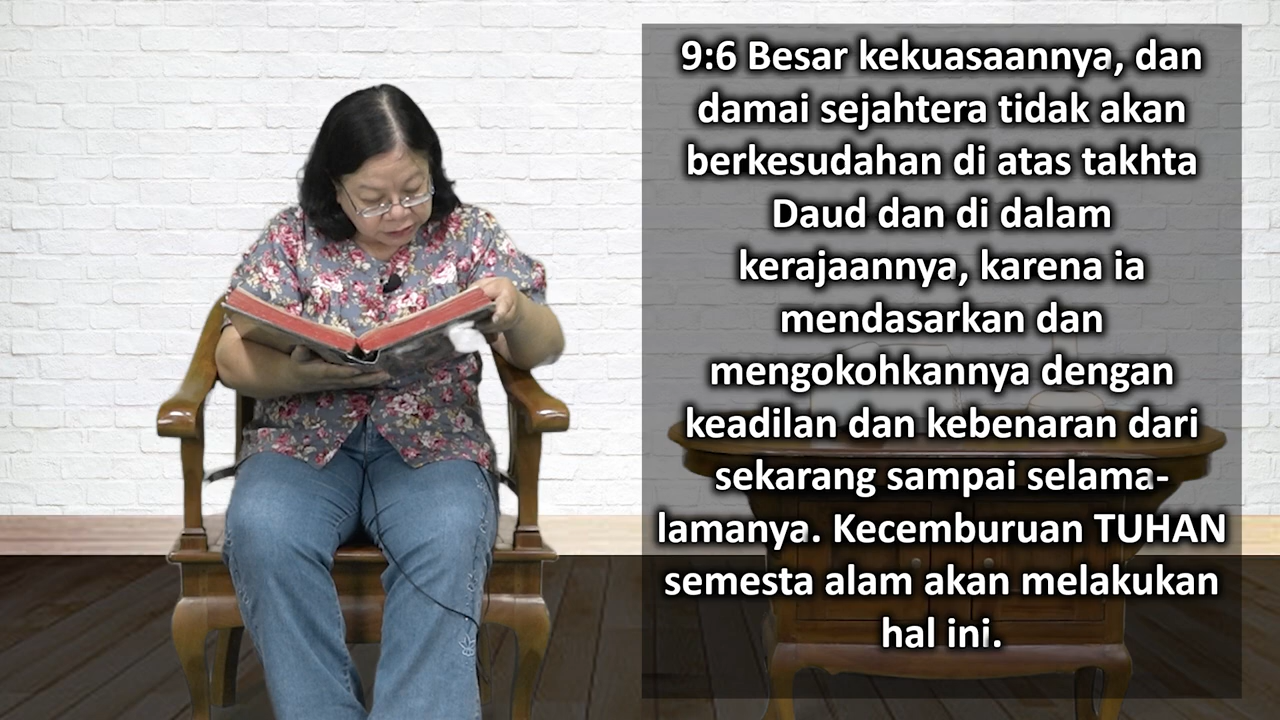 9:6 Besar kekuasaannya, dan
damai sejahtera tidak akan
berkesudahan di atas takhta
Daud dan di dalam
kerajaannya, karena ia
mendasarkan dan
mengokohkannya dengan
keadilan dan kebenaran dari
sekarang sampai selama-
lamanya. Kecemburuan TUHAN
semesta alam akan melakukan
hal ini.